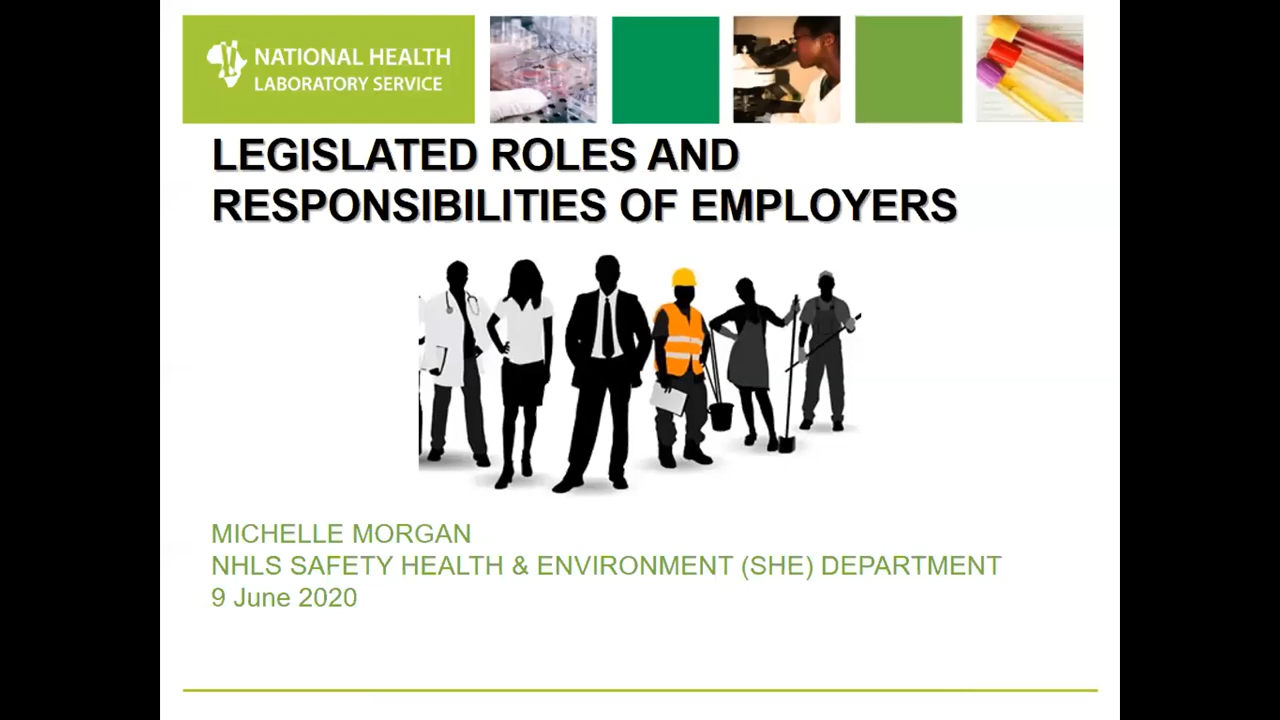 NATIONAL HEALTH
LABORATORY SERVICE
LEGISLATED ROLES AND
RESPONSIBILITIES OF EMPLOYERS
MICHELLE MORGAN
NHLS SAFETY HEALTH & ENVIRONMENT (SHE) DEPARTMENT
9 June 2020